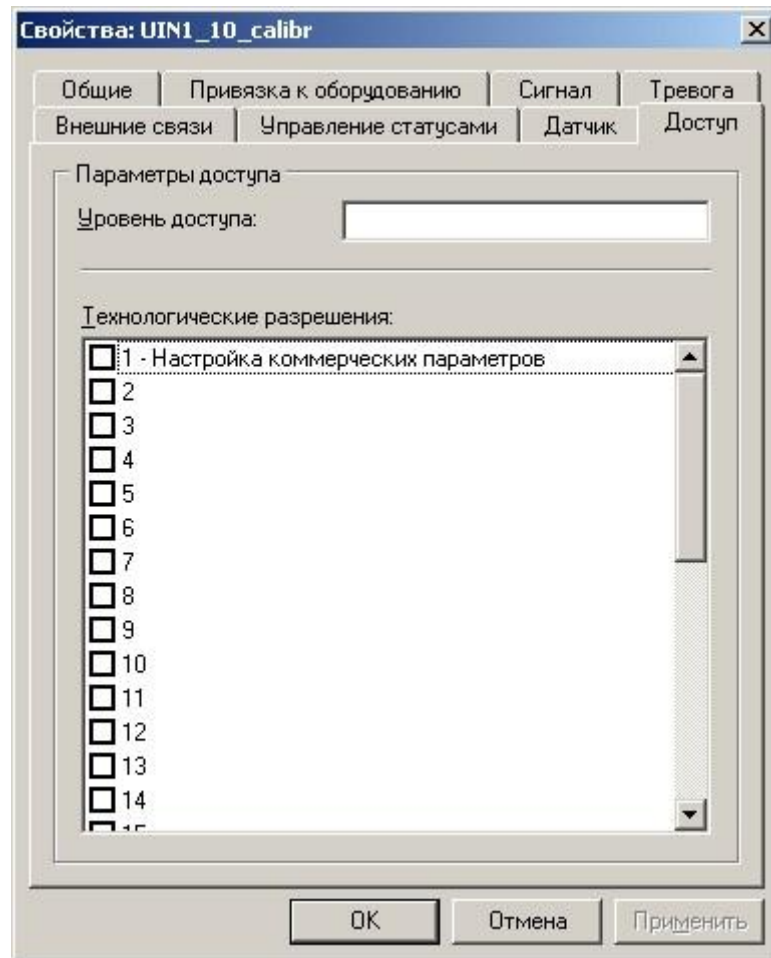 Свойства: UIN1_10_calibr
Общие Привязка к оборудованию Сигнал Тревога
Внешние связи Управление статусами Датчик Доступ
Параметры доступа
Уровень доступа:
Технологические разрешения:
1 - Настройка коммерческих параметров
2
3
4
5
6
7
8
9
10
11
12
13
14
15
OK Отмена Применить